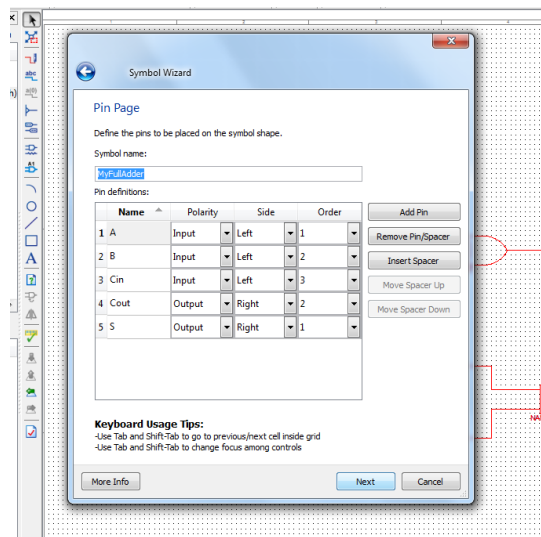 Symbol Wizard
Pin Page
Define the pins to be placed on the symbol shape.
Symbol name:
MyFullAdder
Pin definitions:
Name Polarity Side Order
1 A Input Left 1
2 B Input Left 2
3 Cin Input Left 3
4 Cout Output Right 2
5 S Output Right 1
Add Pin
Remove Pin/Spacer
Insert Spacer
Move Spacer Up
Move Spacer Down
Keyboard Usage Tips:
-Use Tab and Shift-Tab to go to previous/next cell inside grid
-Use Tab and Shift-Tab to change focus among controls
More Info Next Cancel
abc
A1
A
NA